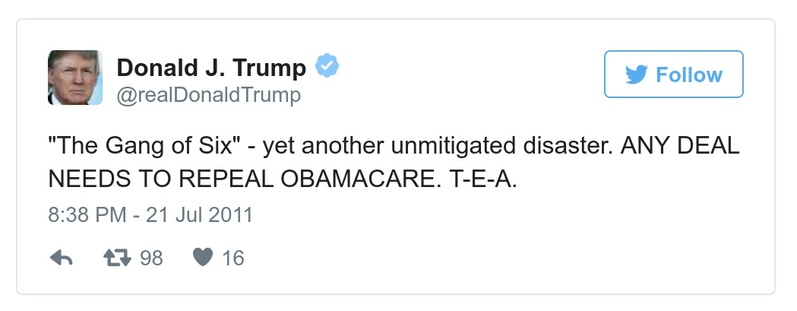 Donald J. Trump
@realDonaldTrump
Follow
"The Gang of Six" - yet another unmitigated disaster. ANY DEAL
NEEDS TO REPEAL OBAMACARE. T-E-A.
8:38 PM - 21 Jul 2011
98 16